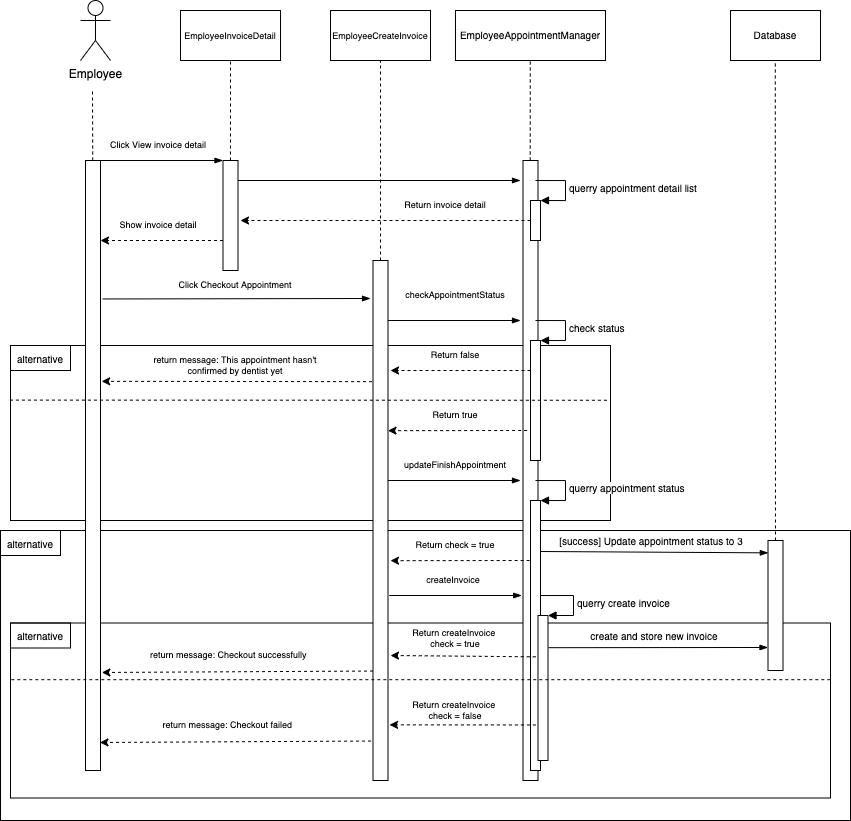 EmployeeInvoiceDetail
EmployeeCreateInvoice
EmployeeAppointmentManager
Database
Employee
Click View invoice detail
querry appointment detail list
Return invoice detail
Show invoice detail
Click Checkout Appointment
checkAppointmentStatus
check status
alternative
Return false
return message: This appointment hasn't
confirmed by dentist yet
Return true
updateFinishAppointment
querry appointment status
alternative
Return check = true
[success] Update appointment status to 3
createInvoice
querry create invoice
alternative
Return createInvoice
check = true
create and store new invoice
return message: Checkout successfully
Return createInvoice
check = false
return message: Checkout failed